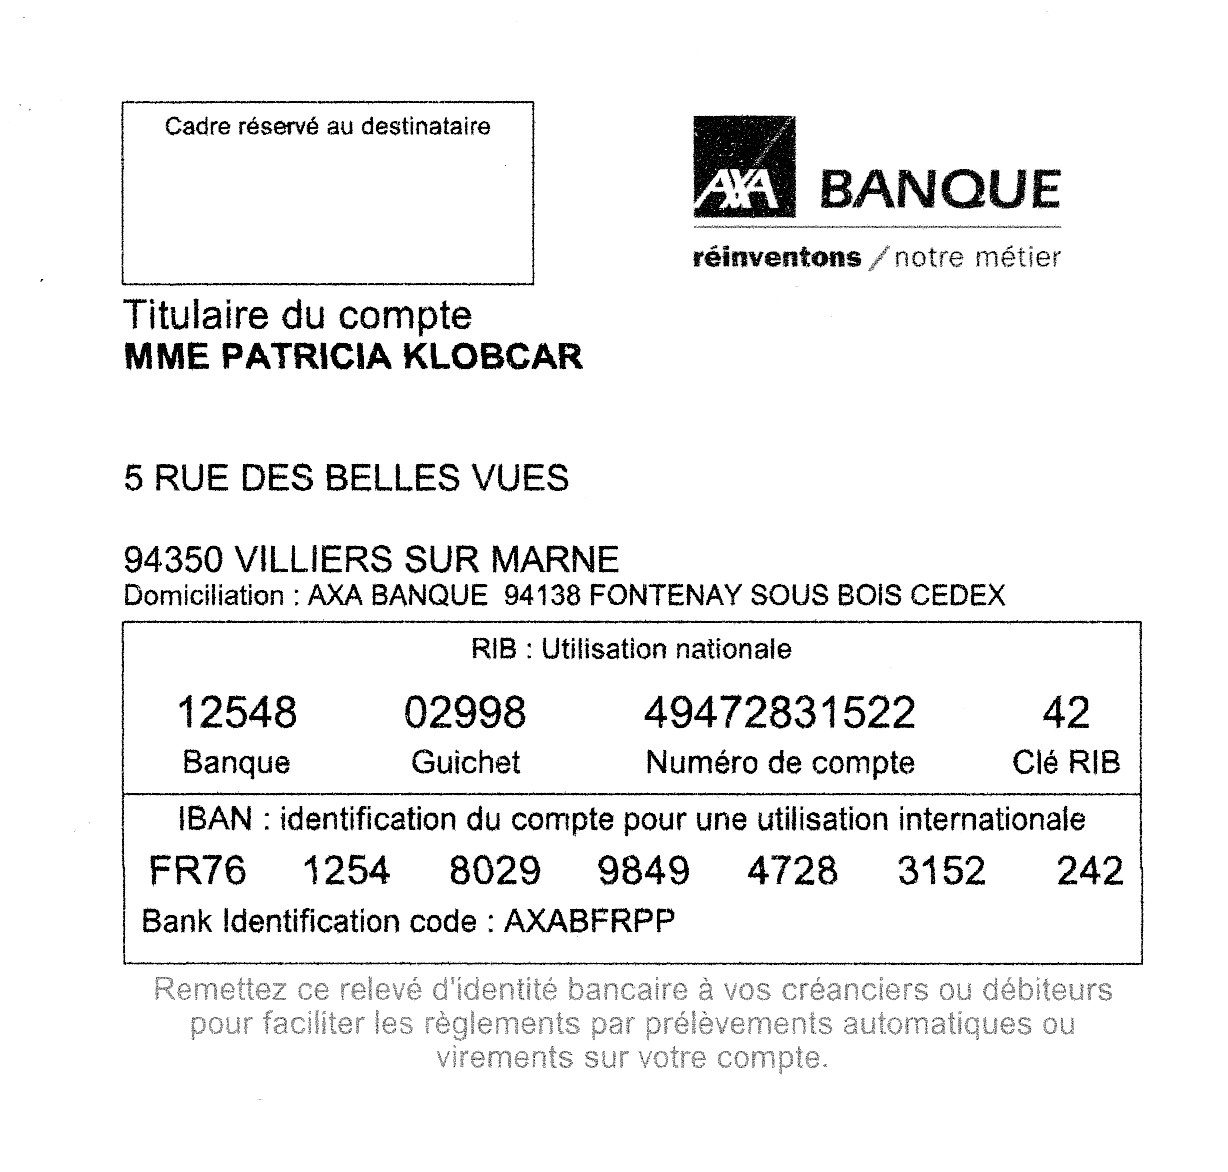 Cadre réservé au destinataire
AXA BANQUE
réinventons / notre métier
Titulaire du compte
MME PATRICIA KLOBCAR
5 RUE DES BELLES VUES
94350 VILLIERS SUR MARNE
Domiciliation : AXA BANQUE 94138 FONTENAY SOUS BOIS CEDEX
RIB : Utilisation nationale
12548 02998 49472831522 42
Banque Guichet Numéro de compte Clé RIB
IBAN : identification du compte pour une utilisation internationale
FR76 1254 8029 9849 4728 3152 242
Bank Identification code : AXABFRPP
Remettez ce relevé d'identité bancaire à vos créanciers ou débiteurs
pour faciliter les règlements par prélèvements automatiques ou
virements sur votre compte.